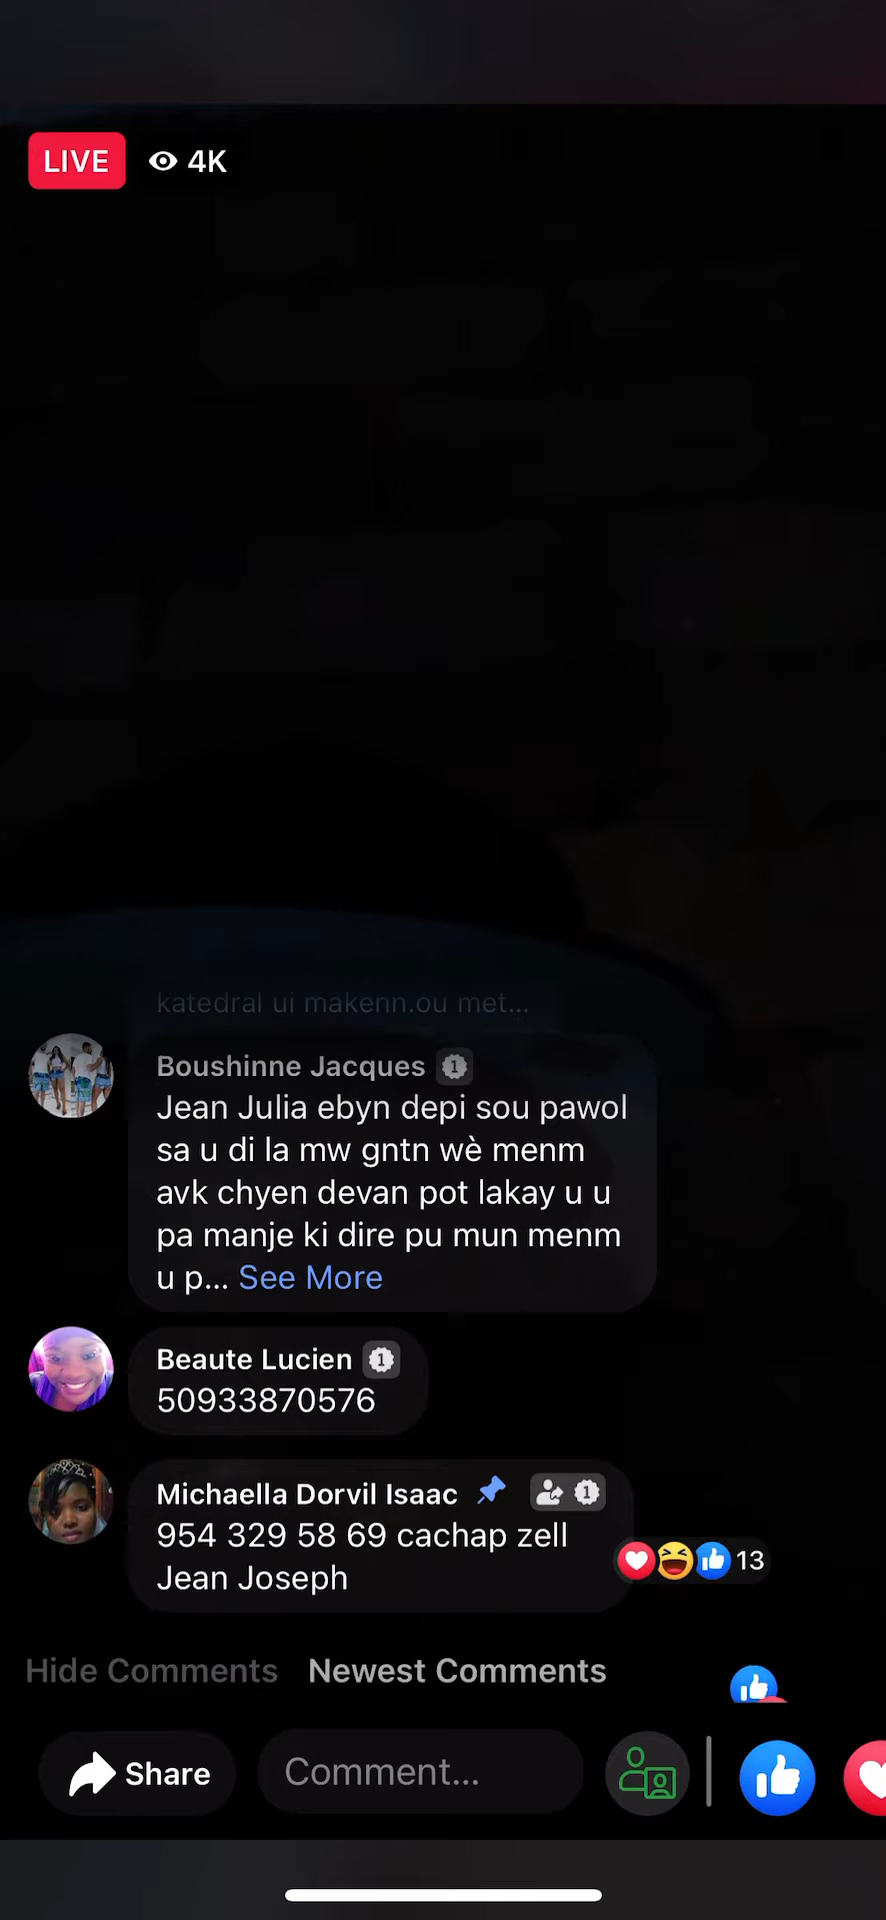 LIVE 4K
katedral ui makenn.ou met...
Boushinne Jacques 1
Jean Julia ebyn depi sou pawol
sa u di la mw gntn wè menm
avk chyen devan pot lakay u u
pa manje ki dire pu mun menm
u p... See More
Beaute Lucien 1
50933870576
Michaella Dorvil Isaac 1
954 329 58 69 cachap zell
Jean Joseph
13
Hide Comments Newest Comments
Share Comment...